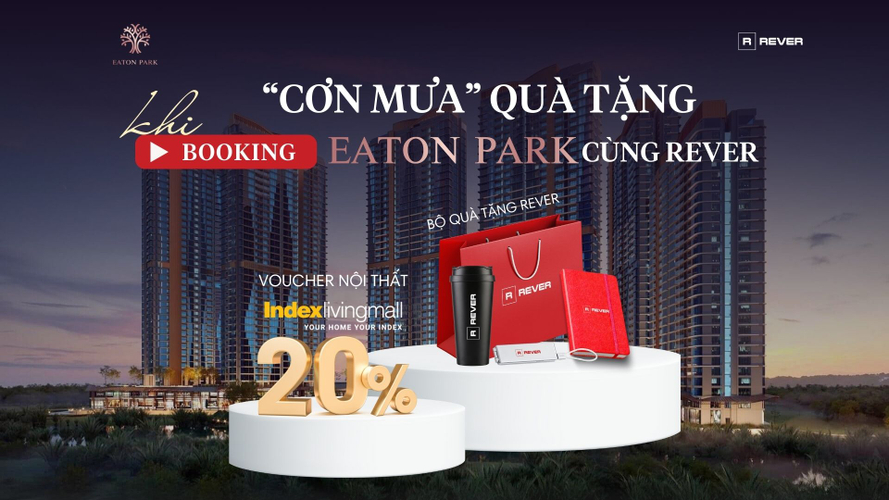 EATON PARK
R REVER
"CƠN MƯA" QUÀ TẶNG
khi
BOOKING EATON PARK CÙNG REVER
BỘ QUÀ TẶNG REVER
R REVER
R REVER
R REVER
R REVER
VOUCHER NỘI THẤT
Indexlivingmall
YOUR HOME YOUR INDEX
20%